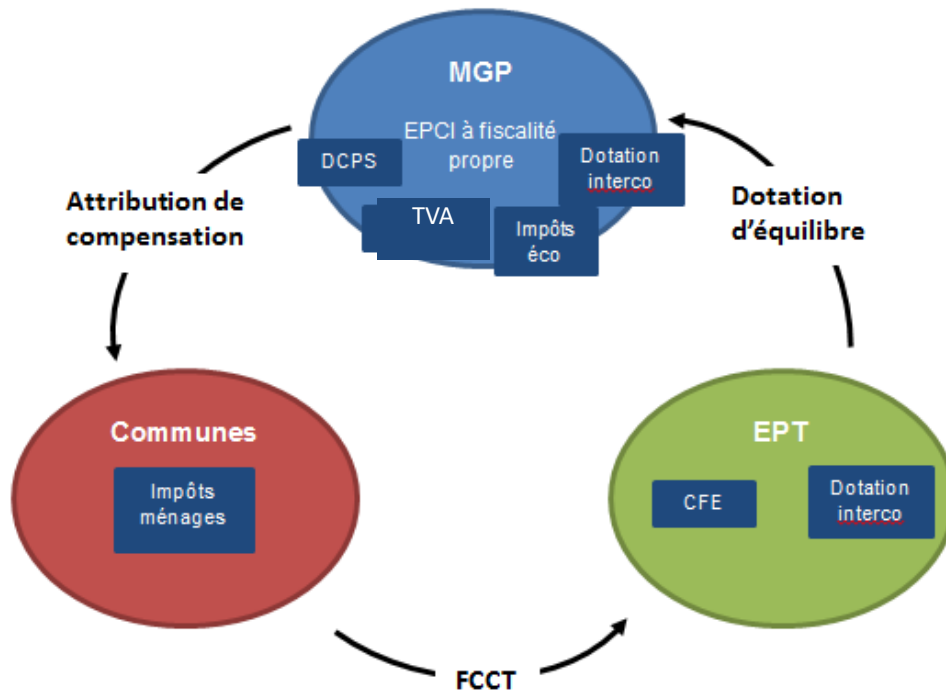 MGP
EPCI à fiscalité
propre
DCPS
Dotation
interco
TVA
Impôts
éco
Attribution de
compensation
Dotation
d'équilibre
Communes
Impôts
ménages
EPT
CFE
Dotation
interco
FCCT